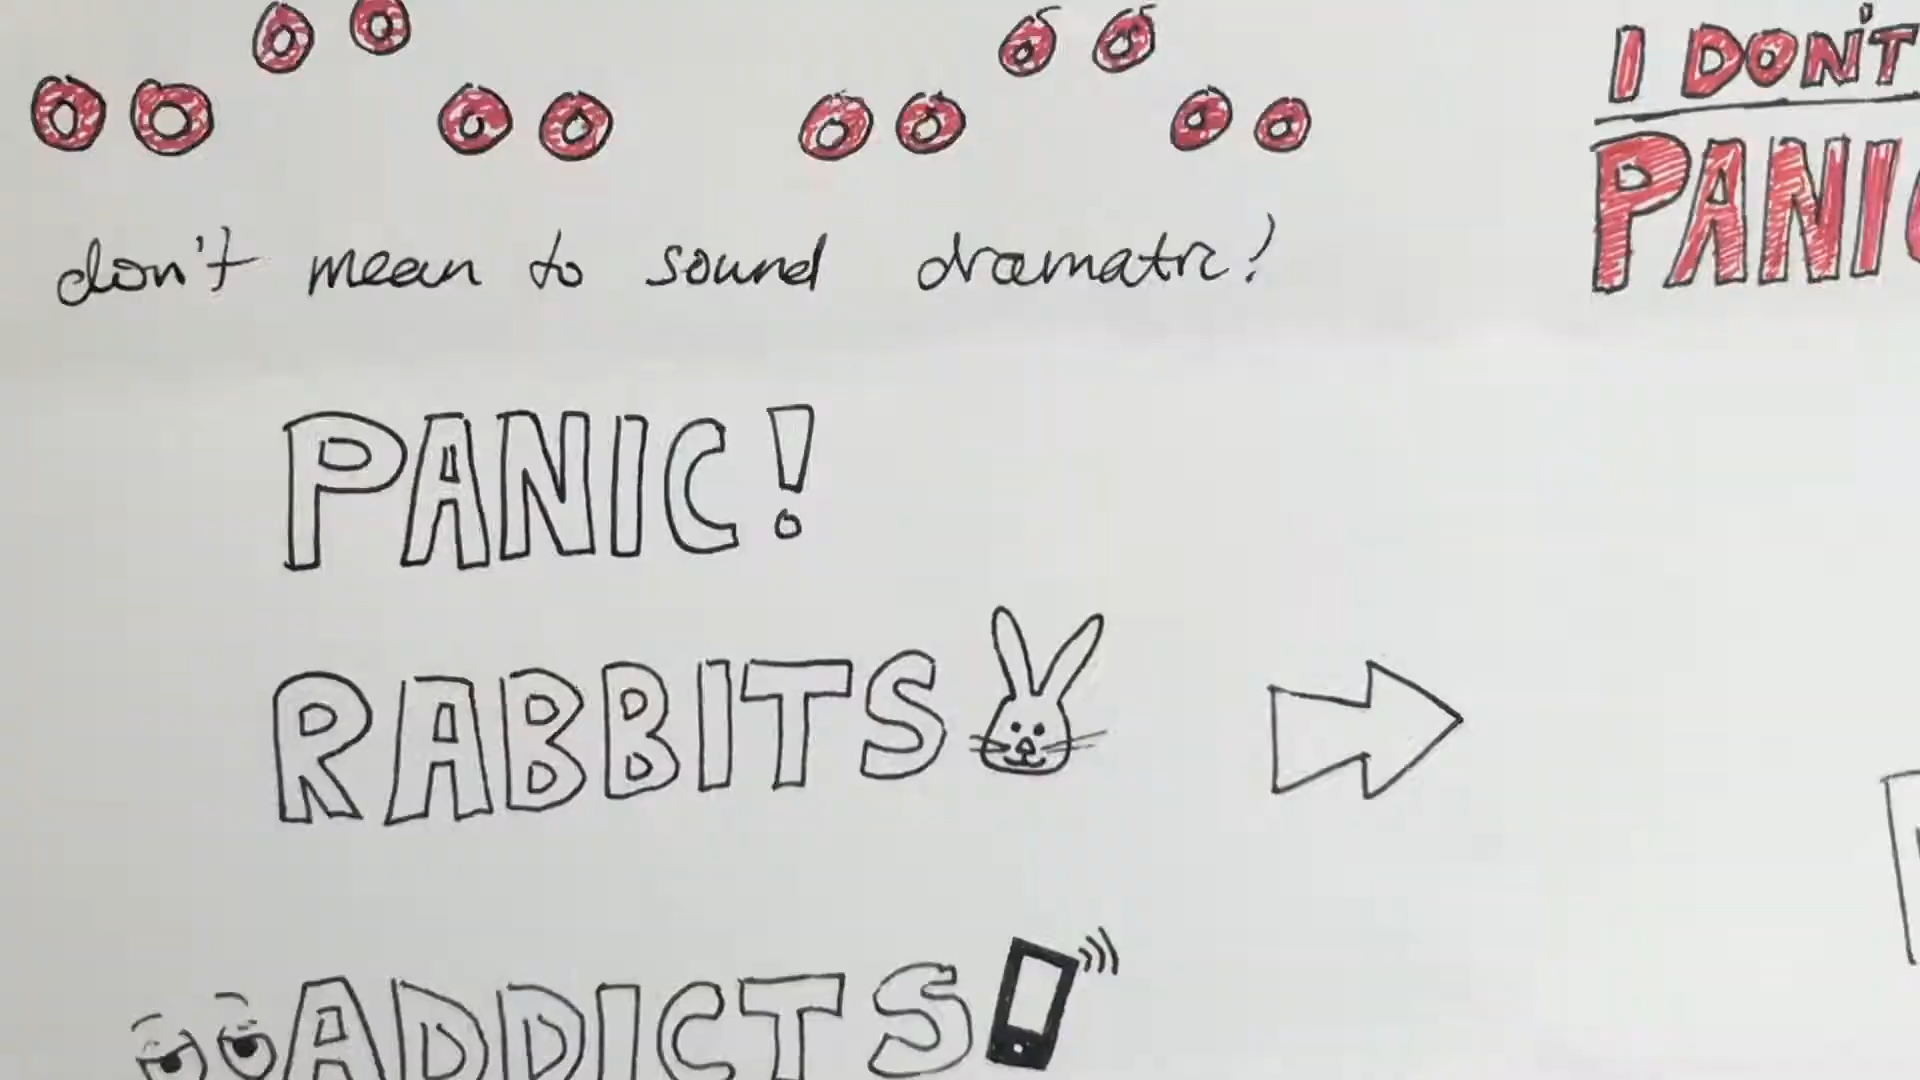 I DON'T
PANIC
don't mean to sound dramatic!
PANIC!
RABBITS
ADDICTS